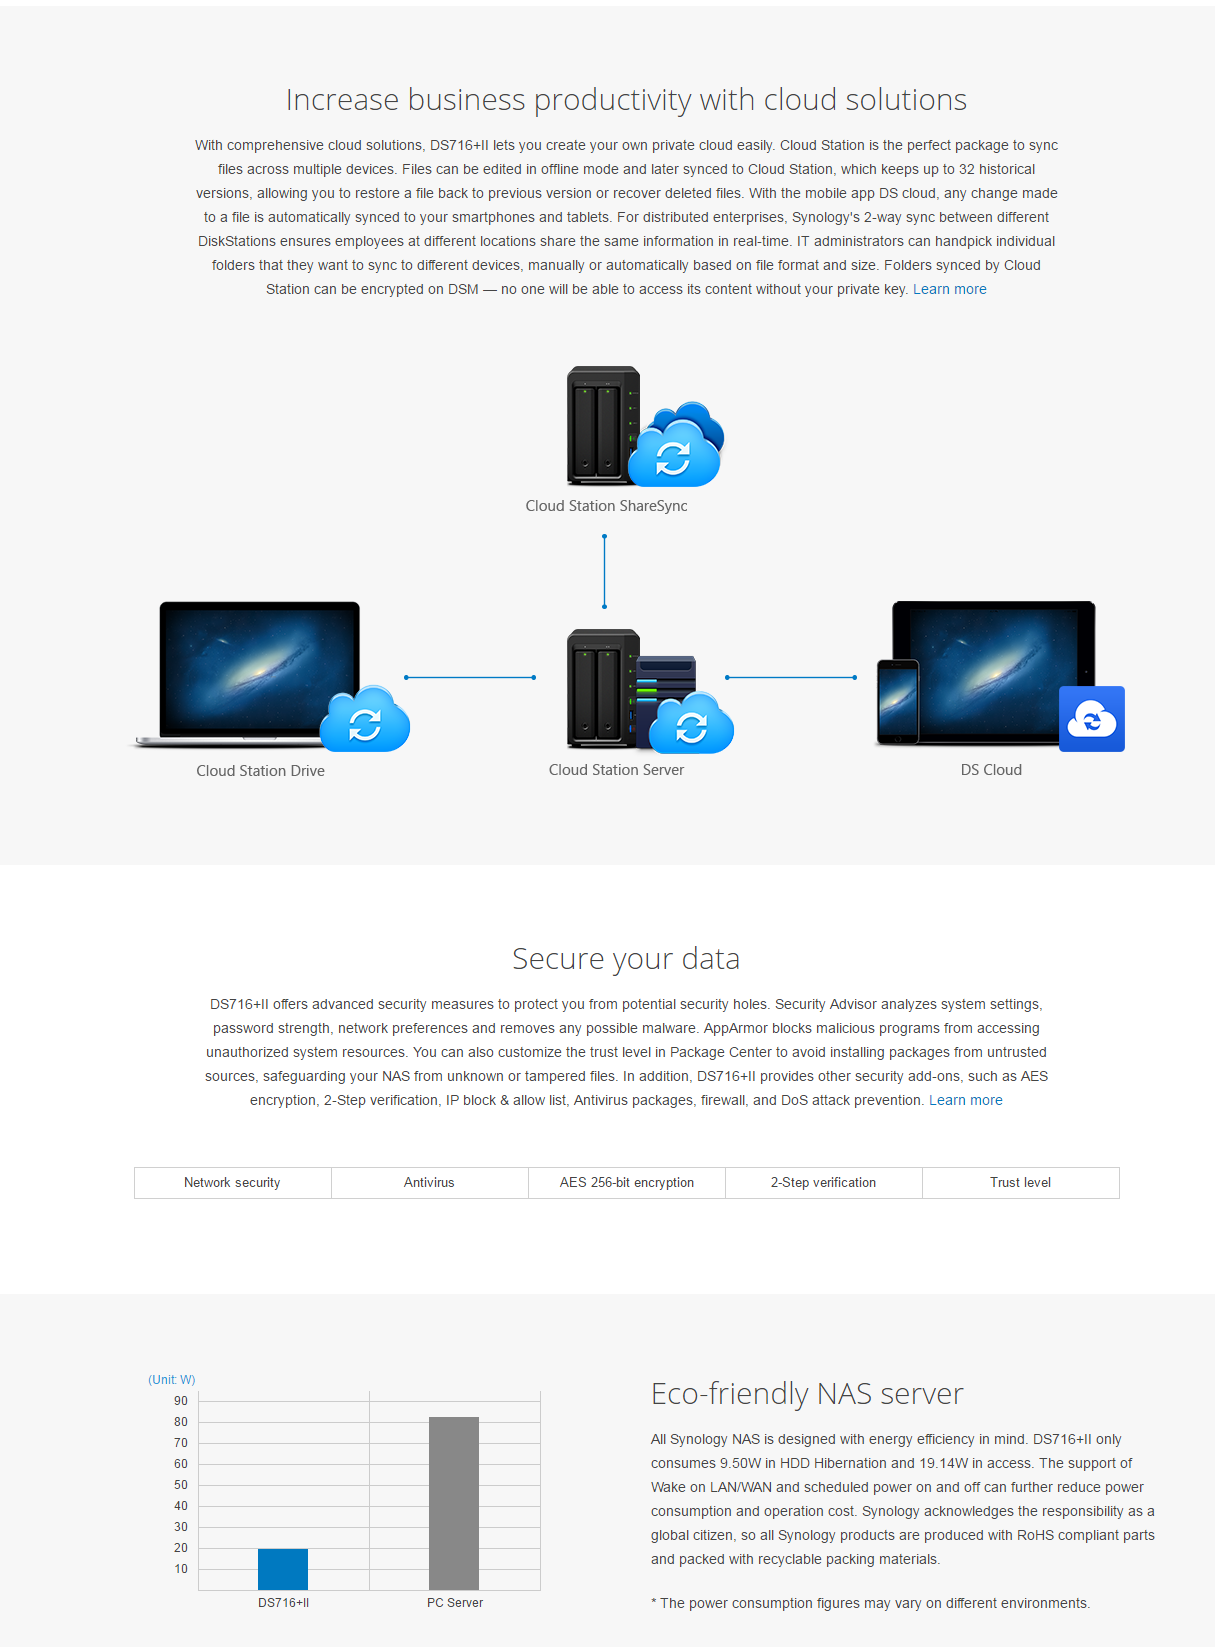 Increase business productivity with cloud solutions
With comprehensive cloud solutions, DS716+II lets you create your own private cloud easily. Cloud Station is the perfect package to sync
files across multiple devices. Files can be edited in offline mode and later synced to Cloud Station, which keeps up to 32 historical
versions, allowing you to restore a file back to previous version or recover deleted files. With the mobile app DS cloud, any change made
to a file is automatically synced to your smartphones and tablets. For distributed enterprises, Synology's 2-way sync between different
DiskStations ensures employees at different locations share the same information in real-time. IT administrators can handpick individual
folders that they want to sync to different devices, manually or automatically based on file format and size. Folders synced by Cloud
Station can be encrypted on DSM — no one will be able to access its content without your private key. Learn more
Cloud Station ShareSync
Cloud Station Drive
Cloud Station Server
DS Cloud
Secure your data
DS716+II offers advanced security measures to protect you from potential security holes. Security Advisor analyzes system settings,
password strength, network preferences and removes any possible malware. AppArmor blocks malicious programs from accessing
unauthorized system resources. You can also customize the trust level in Package Center to avoid installing packages from untrusted
sources, safeguarding your NAS from unknown or tampered files. In addition, DS716+II provides other security add-ons, such as AES
encryption, 2-Step verification, IP block & allow list, Antivirus packages, firewall, and DoS attack prevention. Learn more
Network security
Antivirus
AES 256-bit encryption
2-Step verification
Trust level
(Unit: W)
90
80
70
60
50
40
30
20
10
DS716+II
PC Server
Eco-friendly NAS server
All Synology NAS is designed with energy efficiency in mind. DS716+II only
consumes 9.50W in HDD Hibernation and 19.14W in access. The support of
Wake on LAN/WAN and scheduled power on and off can further reduce power
consumption and operation cost. Synology acknowledges the responsibility as a
global citizen, so all Synology products are produced with RoHS compliant parts
and packed with recyclable packing materials.
* The power consumption figures may vary on different environments.